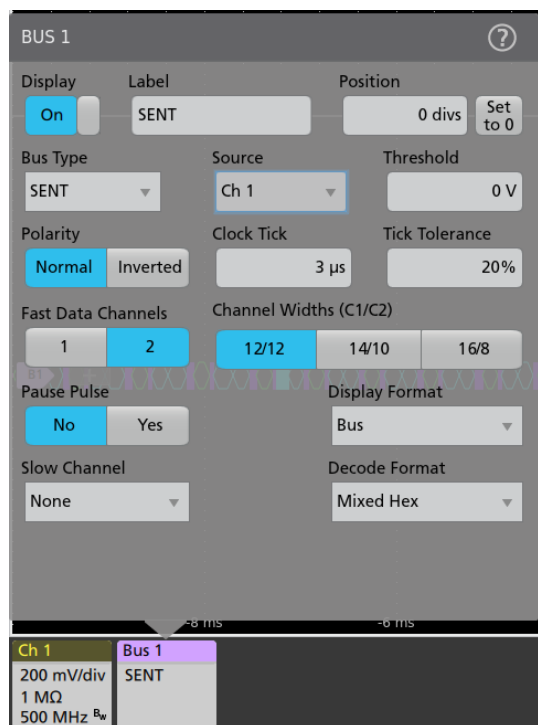 BUS 1
?
Display Label Position
On SENT 0 divs Set to 0
Bus Type Source Threshold
SENT Ch 1 0 V
Polarity Clock Tick Tick Tolerance
Normal Inverted 3 µs 20%
Fast Data Channels Channel Widths (C1/C2)
1 2 12/12 14/10 16/8
B1
Pause Pulse Display Format
No Yes Bus
Slow Channel Decode Format
None Mixed Hex
-8 ms -6 ms
Ch 1 Bus 1
200 mV/div SENT
1 MΩ
500 MHz Bw